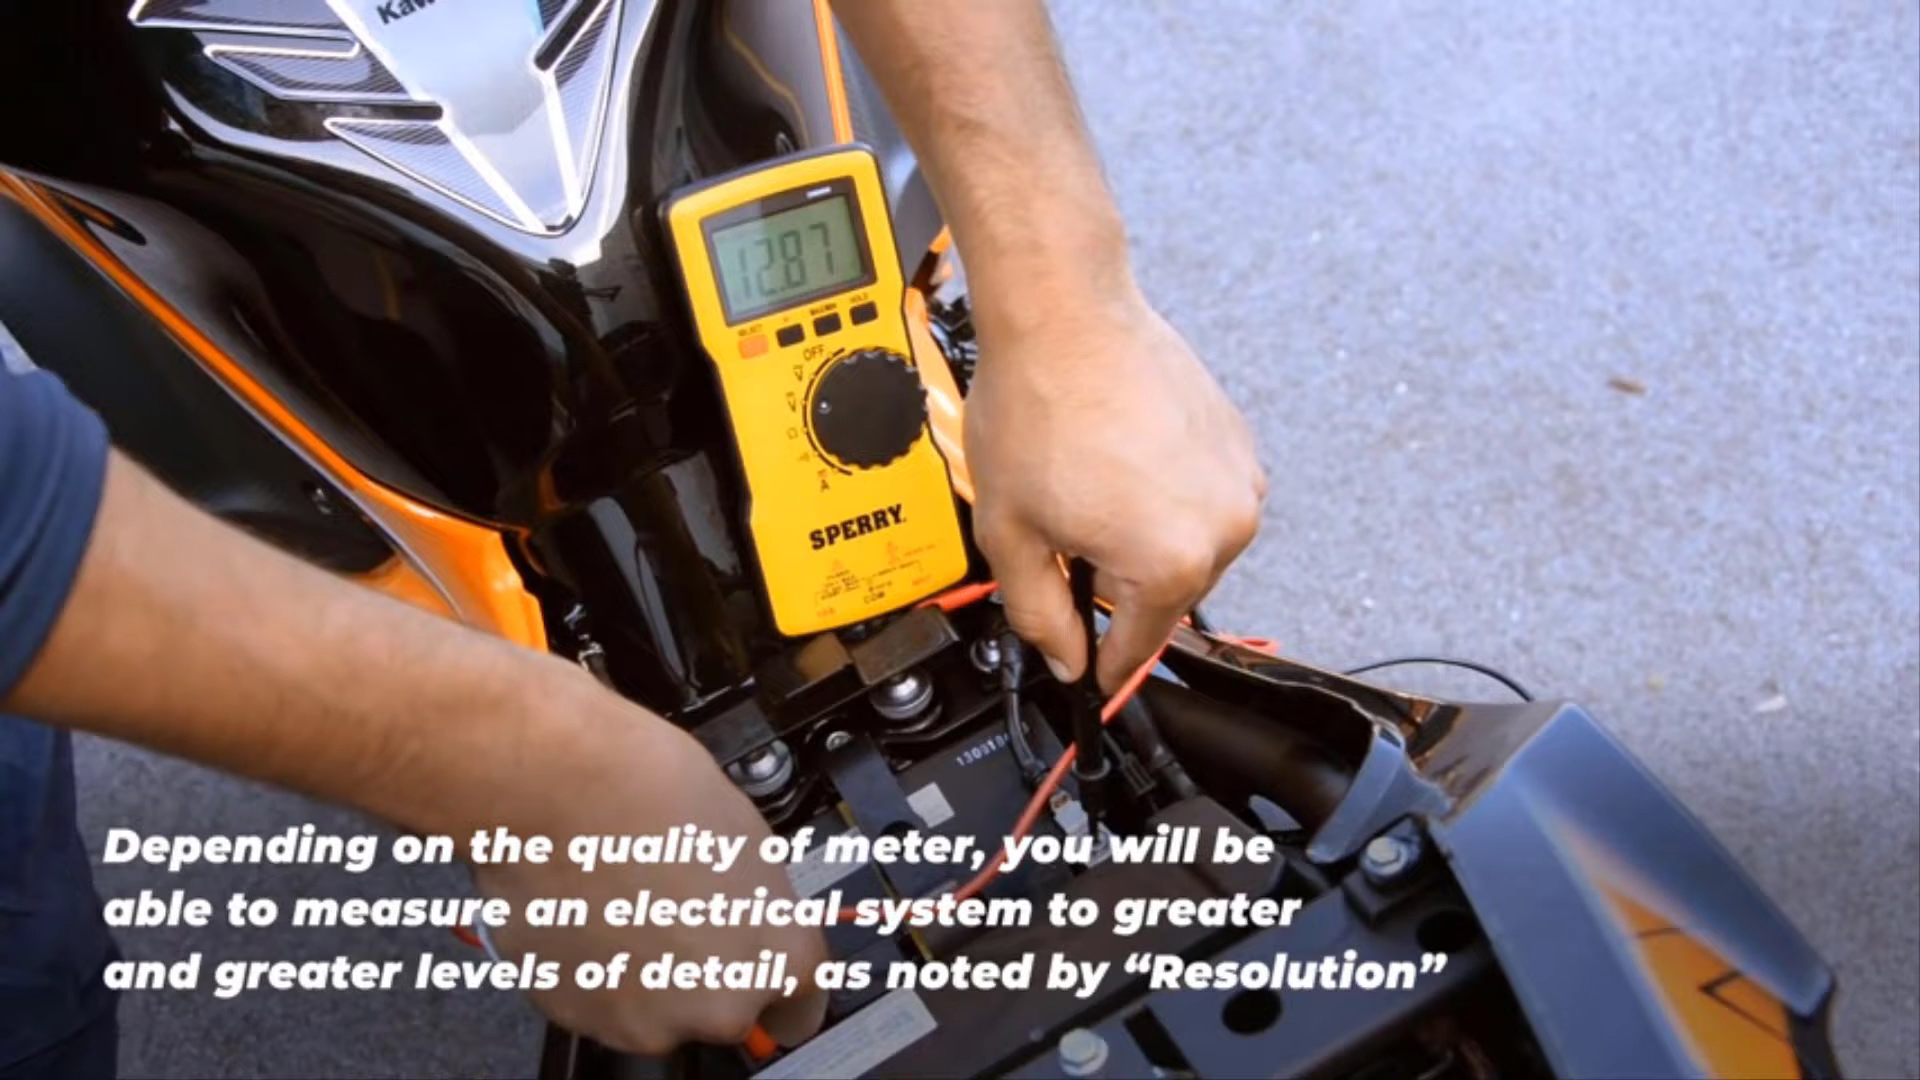 Kaw
12.87
SELECT
MAX/MIN
HOLD
OFF
SPERRY
COM
Depending on the quality of meter, you will be
able to measure an electrical system to greater
and greater levels of detail, as noted by “Resolution”